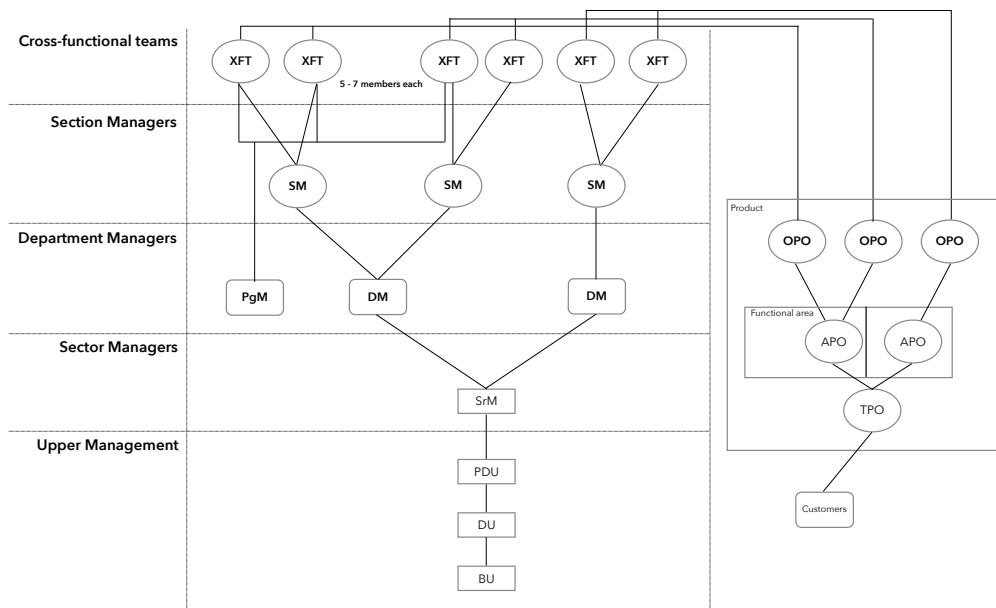 Cross-functional teams
XFT XFT XFT XFT XFT XFT
5 - 7 members each
Section Managers
SM SM SM
Product
Department Managers
OPO OPO OPO
PgM DM DM
Functional area
APO APO
Sector Managers
SrM
TPO
Upper Management
PDU
Customers
DU
BU